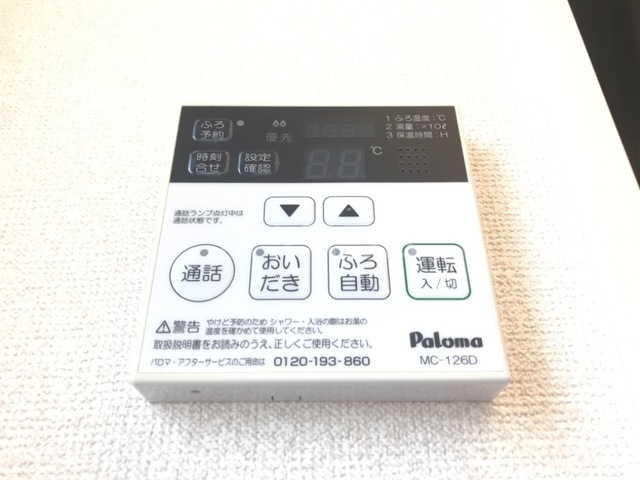 ふろ予約
優先
1 ふろ温度:℃
2 湯量:×10ℓ
3 保温時間:H
時刻合せ
設定確認
℃
通話ランプ点灯中は
通話状態です。
▼
▲
通話
おいだき
ふろ自動
運転
入/切
⚠警告
やけど予防のため シャワー・入浴の際はお湯の
温度を確かめて使用してください。
取扱説明書をお読みのうえ、正しくご使用ください。
パロマ・アフターサービスのご用命は 0120-193-860
Paloma
MC-126D